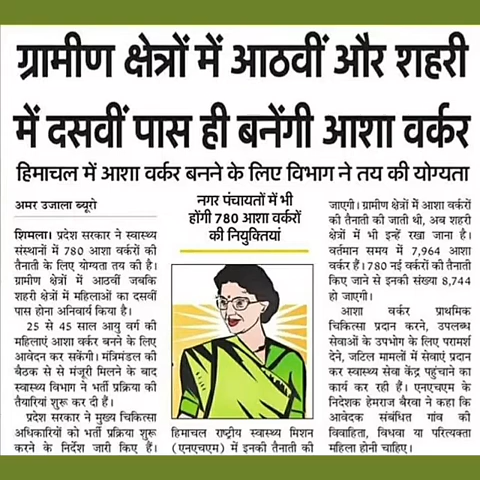 ग्रामीण क्षेत्रों में आठवीं और शहरी
में दसवीं पास ही बनेंगी आशा वर्कर
हिमाचल में आशा वर्कर बनने के लिए विभाग ने तय की योग्यता
अमर उजाला ब्यूरो
शिमला। प्रदेश सरकार ने स्वास्थ्य
संस्थानों में 780 आशा वर्करों की
तैनाती के लिए योग्यता तय की है।
ग्रामीण क्षेत्रों में आठवीं जबकि
शहरी क्षेत्रों में महिलाओं का दसवीं
पास होना अनिवार्य किया है।
25 से 45 साल आयु वर्ग की
महिलाएं आशा वर्कर बनने के लिए
आवेदन कर सकेंगी। मंत्रिमंडल की
बैठक से से मंजूरी मिलने के बाद
स्वास्थ्य विभाग ने भर्ती प्रक्रिया की
तैयारियां शुरू कर दी हैं।
प्रदेश सरकार ने मुख्य चिकित्सा
अधिकारियों को भर्ती प्रक्रिया शुरू
करने के निर्देश जारी किए हैं।
नगर पंचायतों में भी
होंगी 780 आशा वर्करों
की नियुक्तियां
हिमाचल राष्ट्रीय स्वास्थ्य मिशन
(एनएचएम) में इनकी तैनाती की
जाएगी। ग्रामीण क्षेत्रों में आशा वर्करों
की तैनाती की जाती थी, अब शहरी
क्षेत्रों में भी इन्हें रखा जाना है।
वर्तमान समय में 7,964 आशा
वर्कर हैं। 780 नई वर्करों की तैनाती
किए जाने से इनकी संख्या 8,744
हो जाएगी।
आशा वर्कर प्राथमिक
चिकित्सा प्रदान करने, उपलब्ध
सेवाओं के उपभोग के लिए परामर्श
देने, जटिल मामलों में सेवाएं प्रदान
कर स्वास्थ्य सेवा केंद्र पहुंचाने का
कार्य कर रही हैं। एनएचएम के
निदेशक हेमराज बैरवा ने कहा कि
आवेदक संबंधित गांव की
विवाहिता, विधवा या परित्यक्ता
महिला होनी चाहिए।